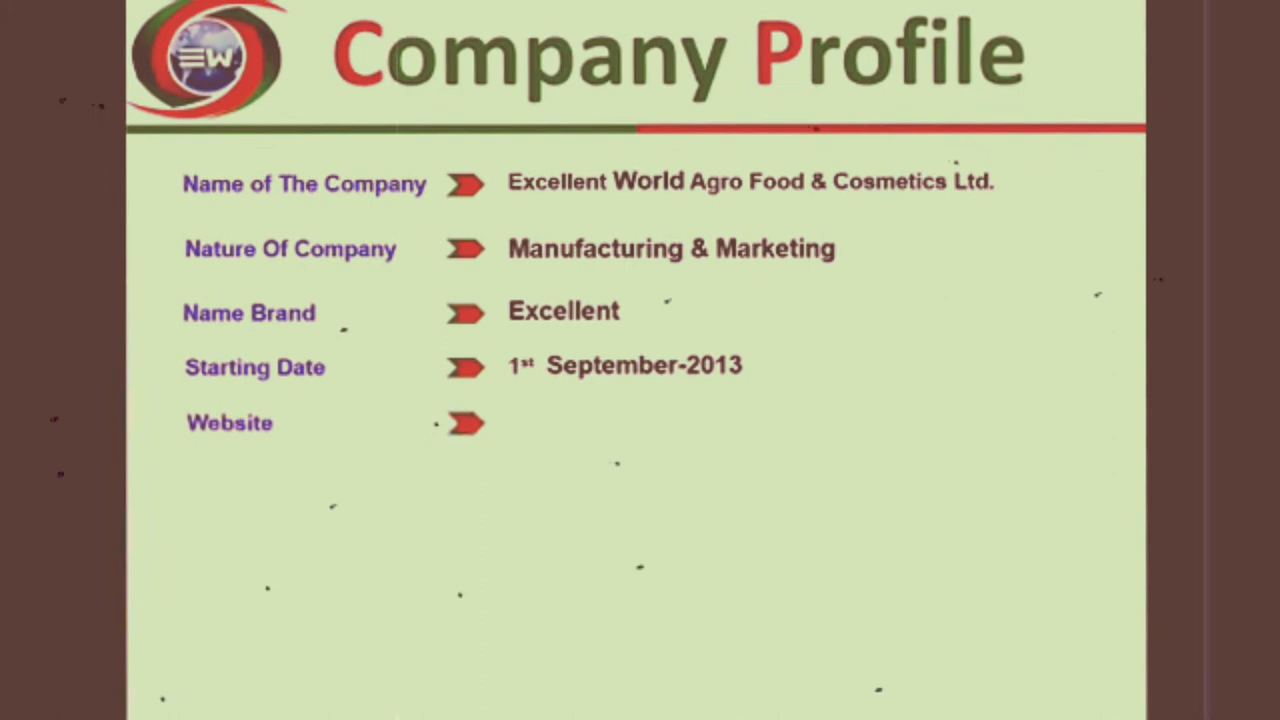 EW
Company Profile
Name of The Company Excellent World Agro Food & Cosmetics Ltd.
Nature Of Company Manufacturing & Marketing
Name Brand Excellent
Starting Date 1st September-2013
Website